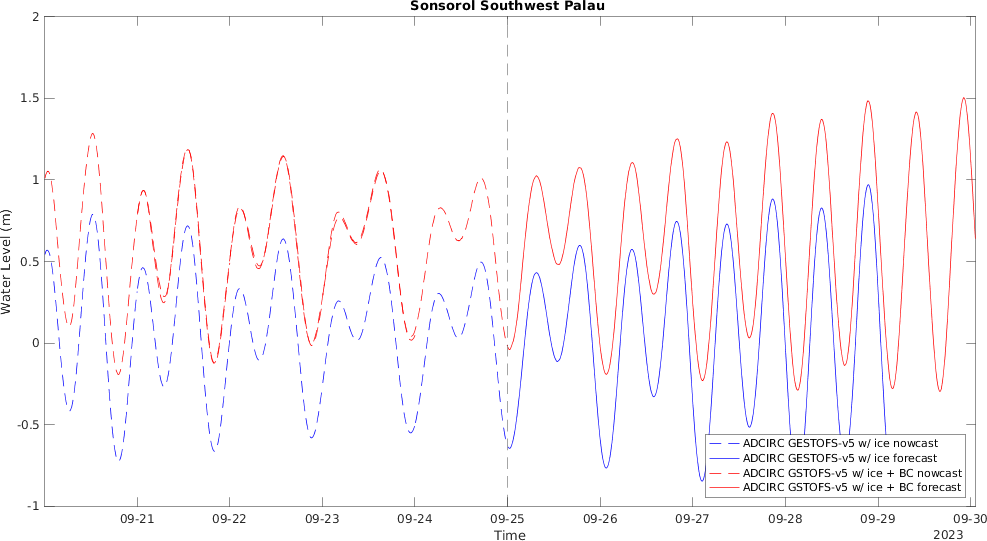 Sonsorol Southwest Palau
2
1.5
1
0.5
0
-0.5
-1
Water Level (m)
ADCIRC GESTOFS-v5 w/ ice nowcast
ADCIRC GESTOFS-v5 w/ ice forecast
ADCIRC GSTOFS-v5 w/ ice + BC nowcast
ADCIRC GSTOFS-v5 w/ ice + BC forecast
09-21 09-22 09-23 09-24 09-25 09-26 09-27 09-28 09-29 09-30
Time
2023